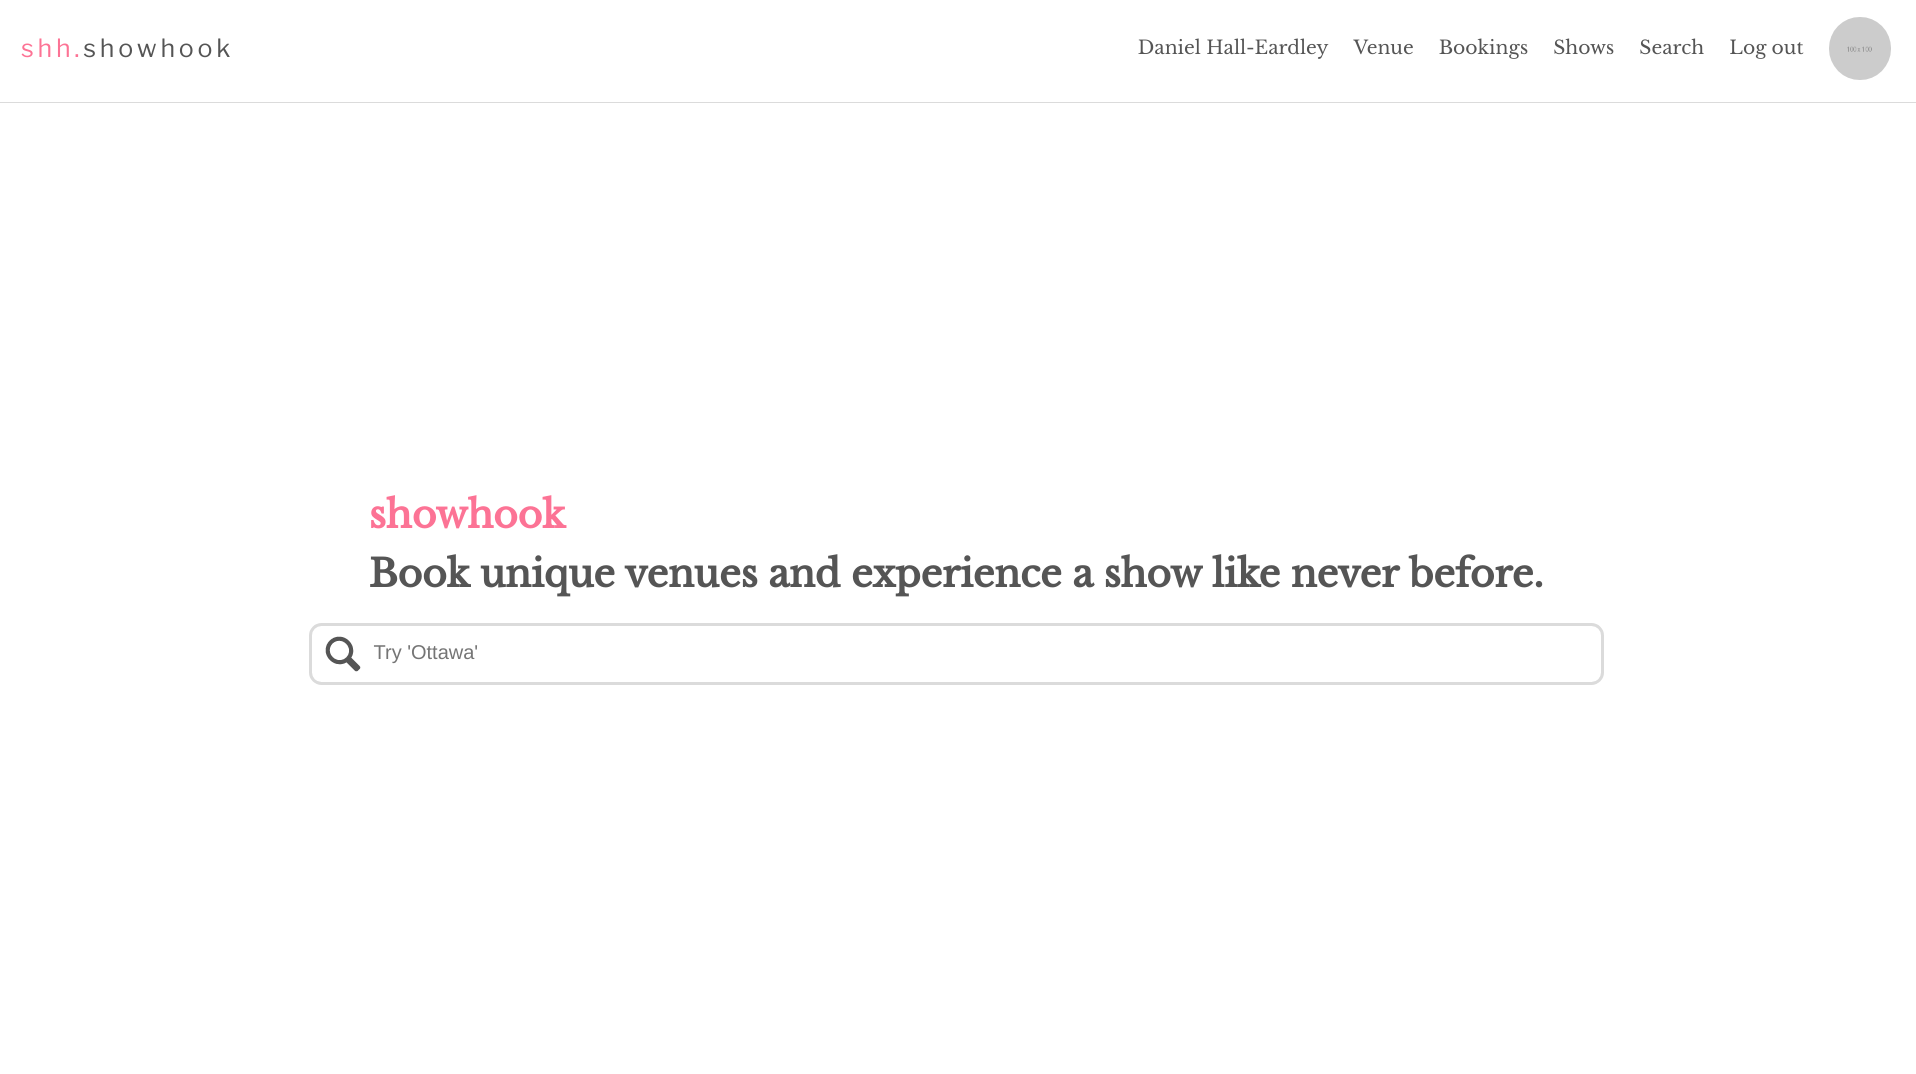 shh.showhook
Daniel Hall-Eardley Venue Bookings Shows Search Log out
100 x 100
showhook
Book unique venues and experience a show like never before.
Try 'Ottawa'